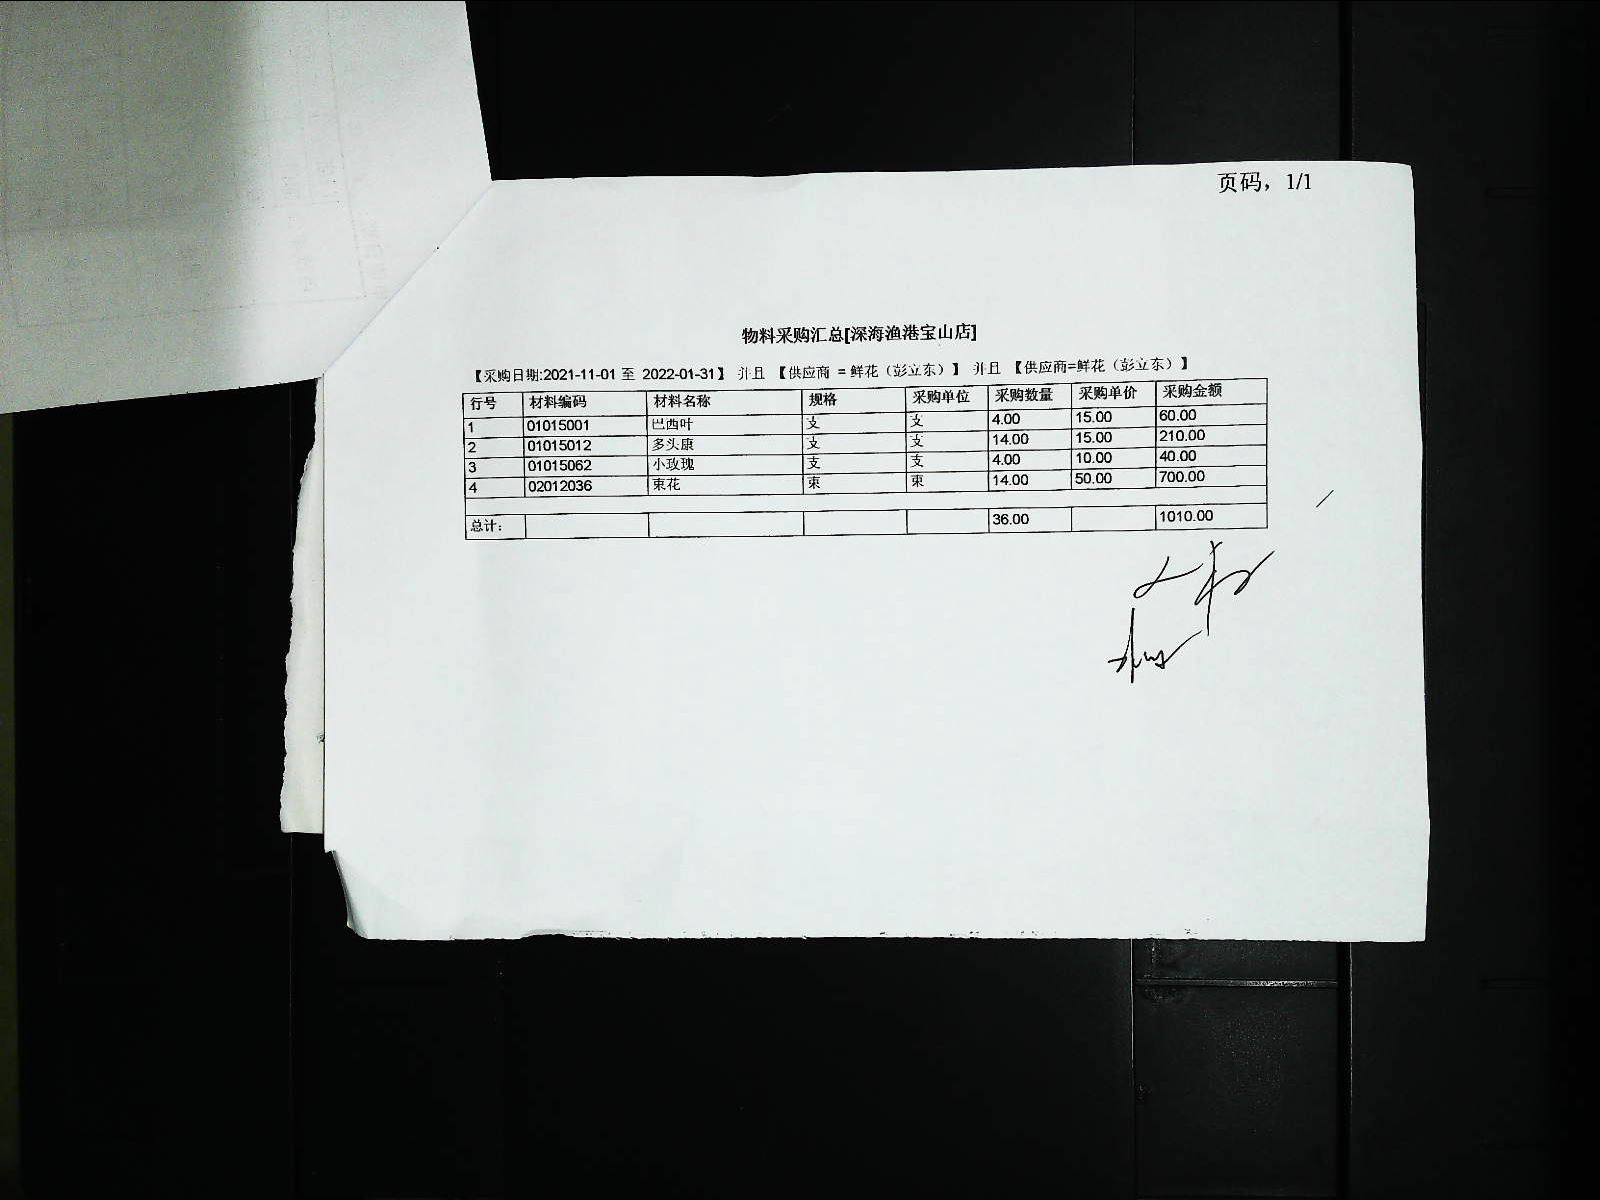 页码，1/1
物料采购汇总[深海渔港宝山店]
【采购日期:2021-11-01 至 2022-01-31】 并且 【供应商 = 鲜花（彭立东）】 并且 【供应商=鲜花（彭立东）】
行号 材料编码 材料名称 规格 采购单位 采购数量 采购单价 采购金额
1 01015001 巴西叶 支 支 4.00 15.00 60.00
2 01015012 多头康 支 支 14.00 15.00 210.00
3 01015062 小玫瑰 支 支 4.00 10.00 40.00
4 02012036 束花 束 束 14.00 50.00 700.00
总计： 36.00 1010.00